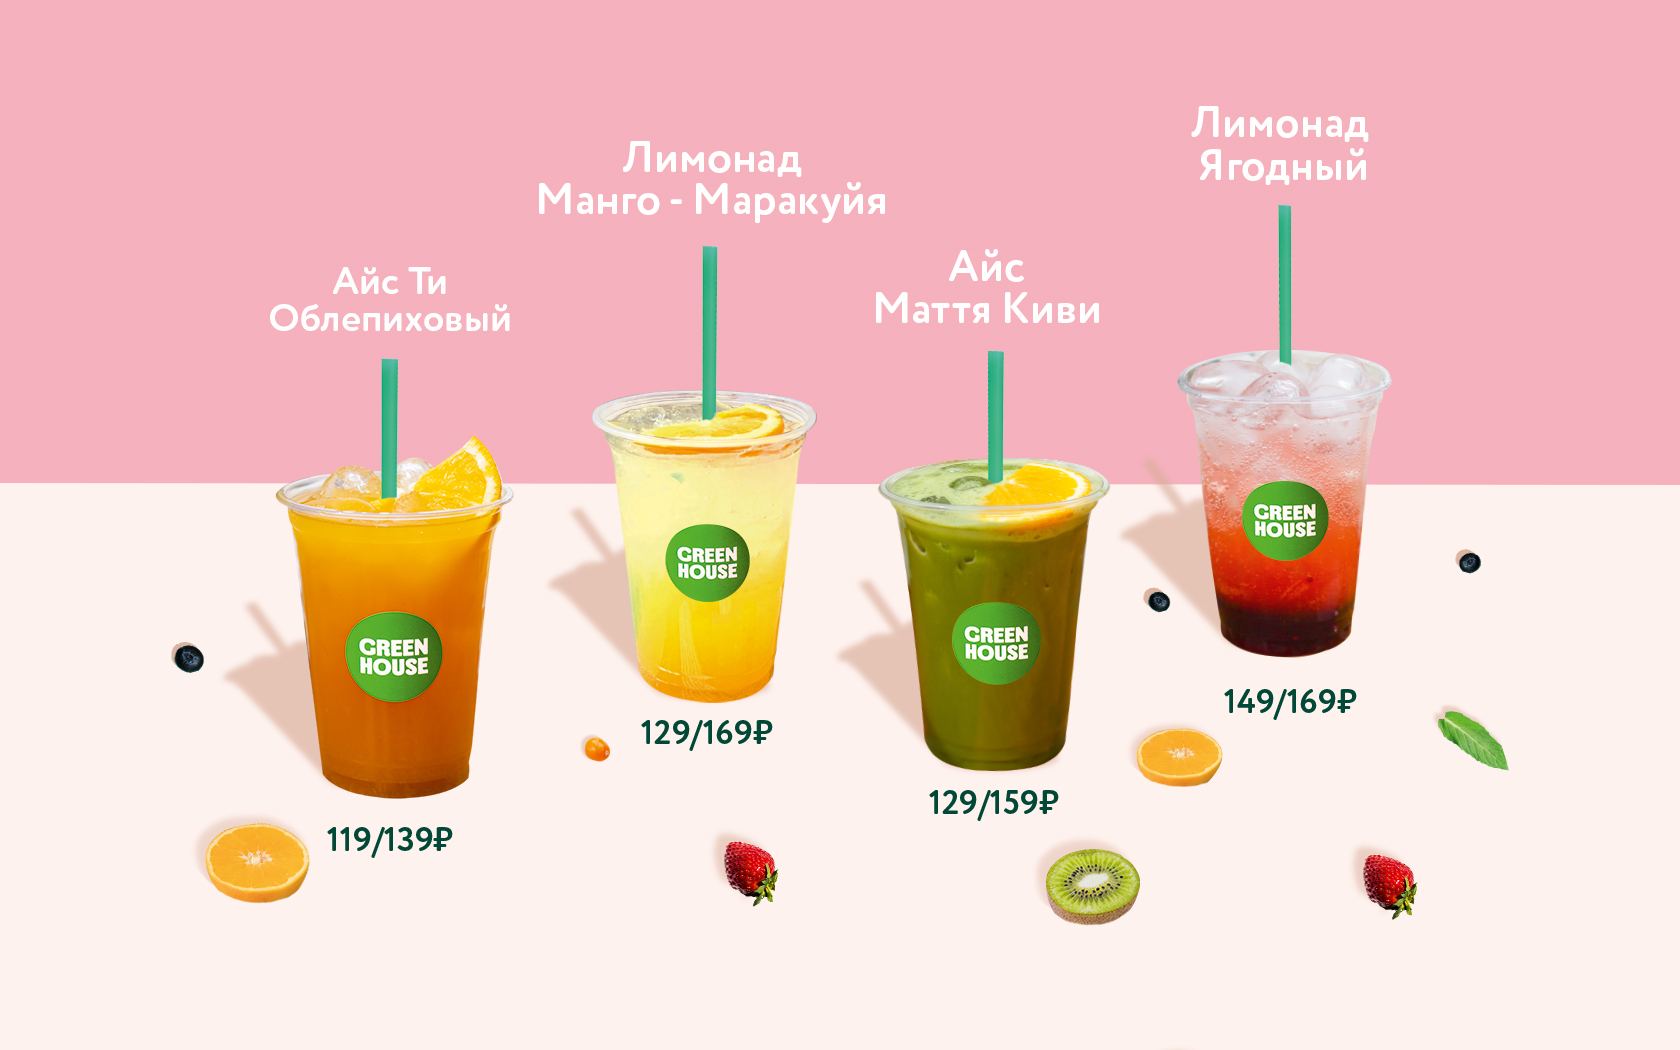 Лимонад
Ягодный
Лимонад
Манго - Маракуйя
Айс
Маття Киви
Айс Ти
Облепиховый
GREEN
HOUSE
GREEN
HOUSE
GREEN
HOUSE
GREEN
HOUSE
149/169₽
129/169₽
129/159₽
119/139₽